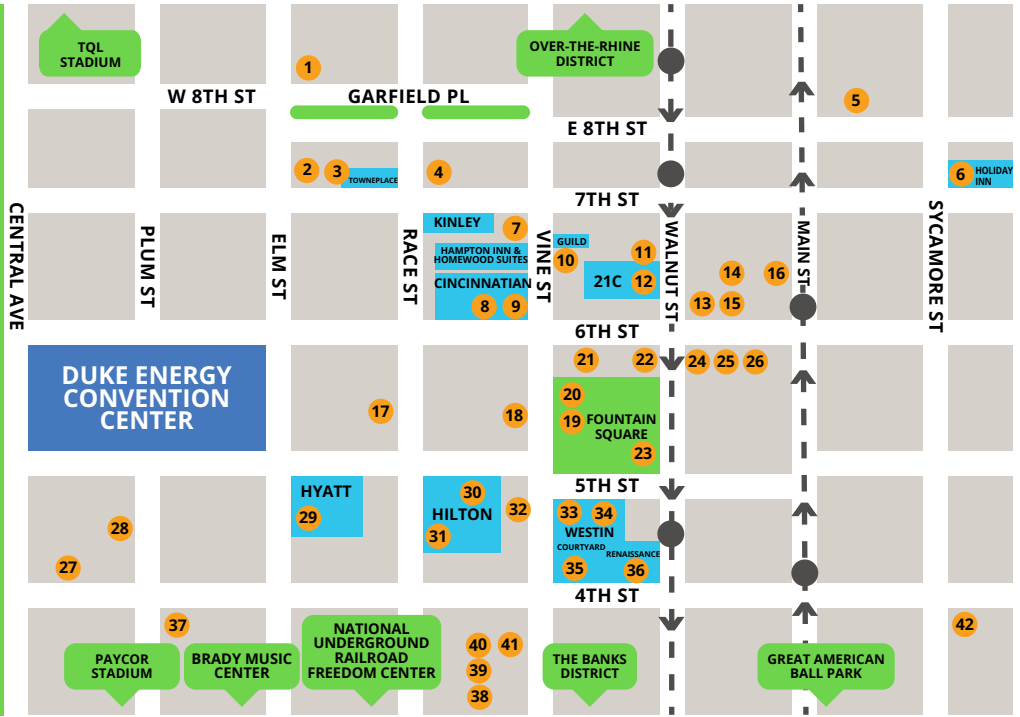 TQL
STADIUM
OVER-THE-RHINE
DISTRICT
1
W 8TH ST
GARFIELD PL
5
E 8TH ST
2
3
TOWNEPLACE
4
6
HOLIDAY
INN
7TH ST
CENTRAL AVE
PLUM ST
ELM ST
RACE ST
VINE ST
WALNUT ST
MAIN ST
SYCAMORE ST
KINLEY
7
HAMPTON INN &
HOMEWOOD SUITES
CINCINNATIAN
8
9
GUILD
10
11
21C
12
14
16
13
15
6TH ST
DUKE ENERGY
CONVENTION
CENTER
17
18
21
22
24
25
26
20
19
FOUNTAIN
SQUARE
23
5TH ST
HYATT
29
30
HILTON
31
32
28
27
33
34
WESTIN
COURTYARD
RENAISSANCE
35
36
4TH ST
37
40
41
39
38
42
PAYCOR
STADIUM
BRADY MUSIC
CENTER
NATIONAL
UNDERGROUND
RAILROAD
FREEDOM CENTER
THE BANKS
DISTRICT
GREAT AMERICAN
BALL PARK